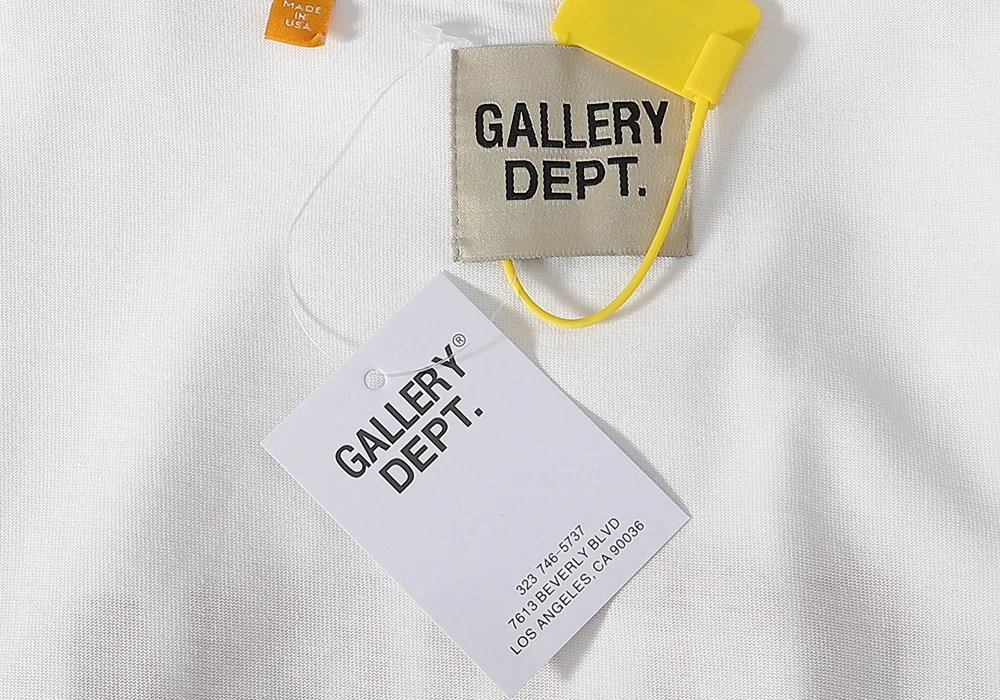 MADE
IN
USA
GALLERY
DEPT.
GALLERY®
DEPT.
323 746-5737
7613 BEVERLY BLVD
LOS ANGELES, CA 90036